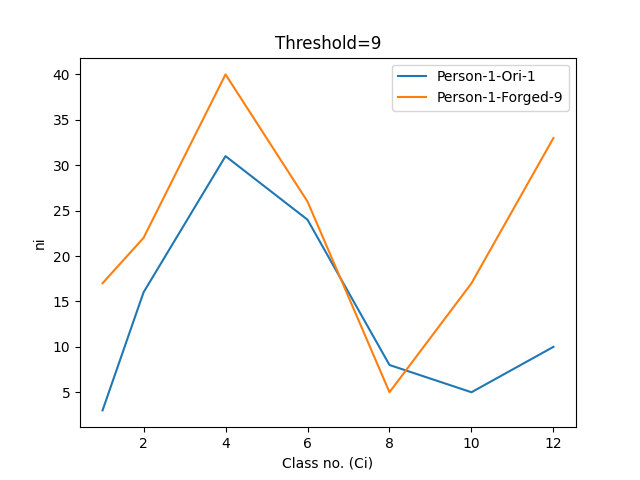 Threshold=9
Person-1-Ori-1
Person-1-Forged-9
40
35
30
25
20
15
10
5
ni
2 4 6 8 10 12
Class no. (Ci)